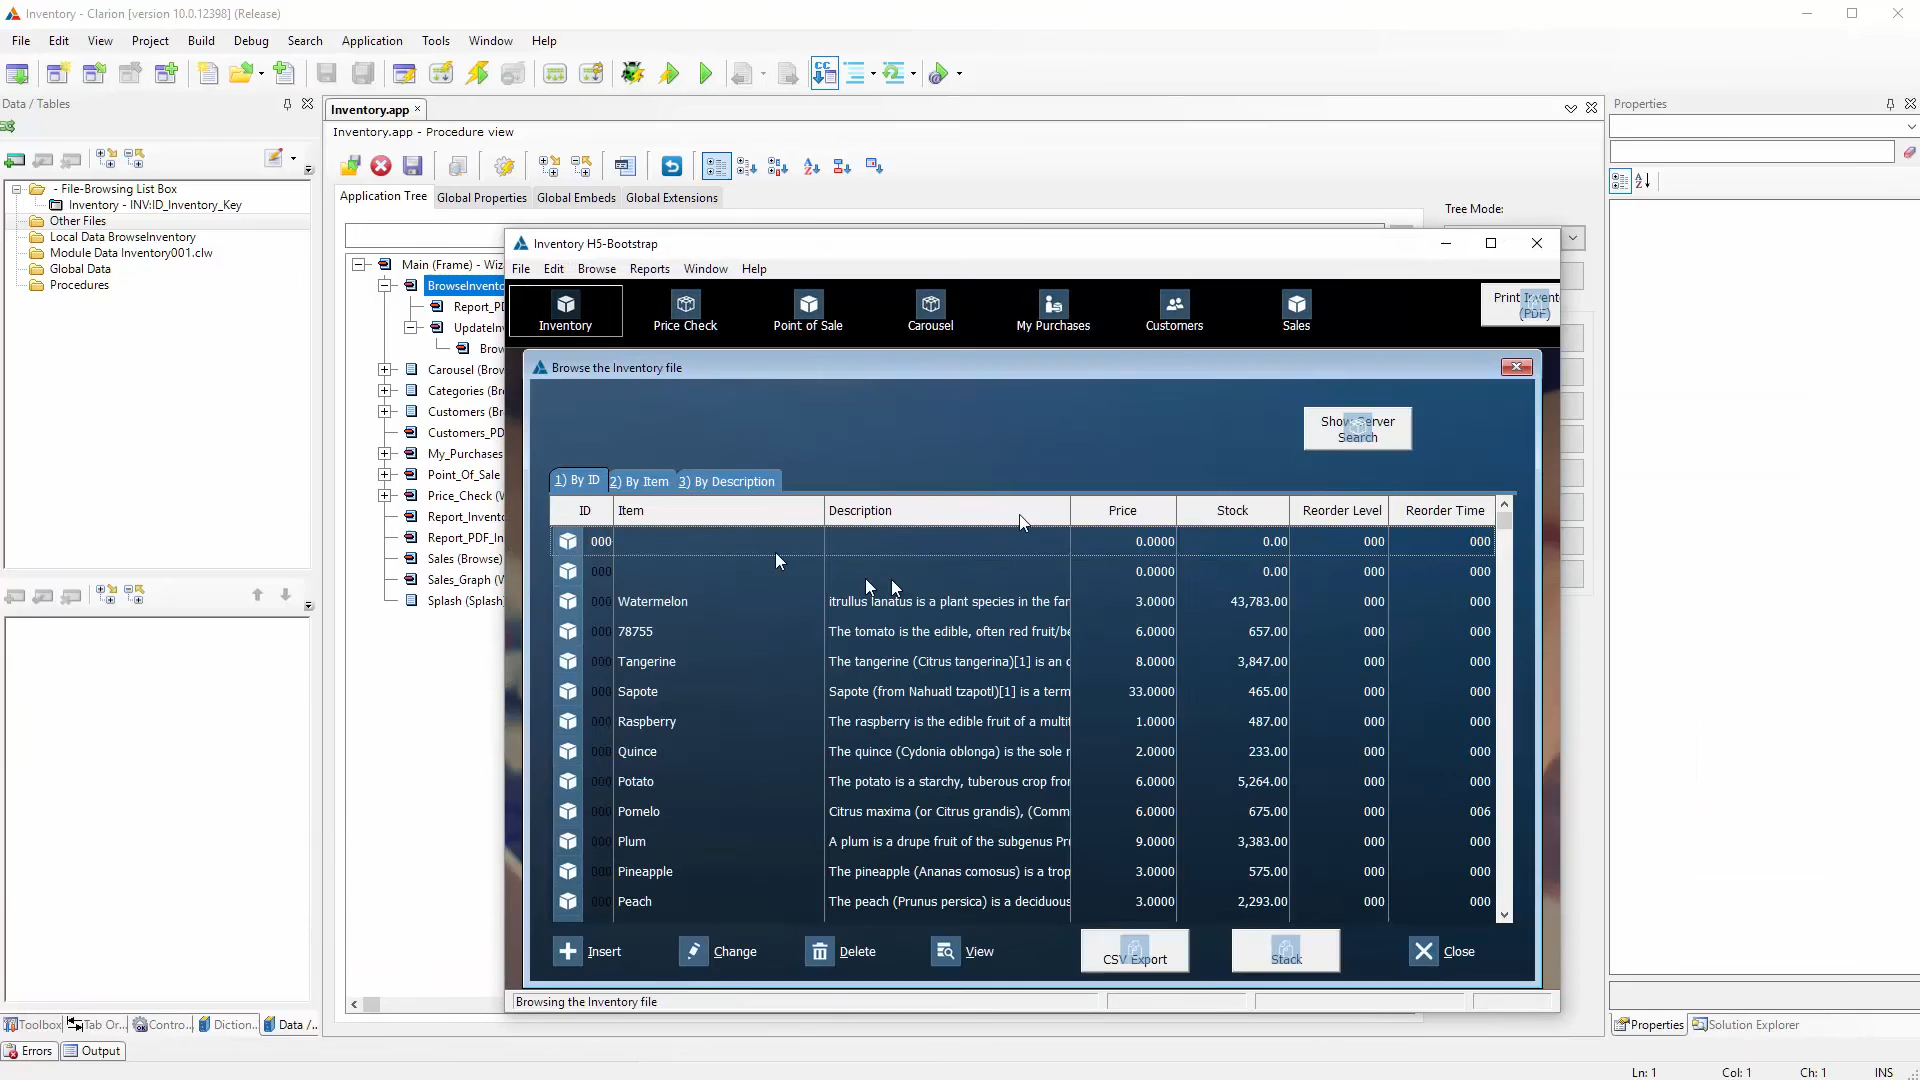 Inventory - Clarion [version 10.0.12398] (Release)
File Edit View Project Build Debug Search Application Tools Window Help
Data / Tables
- File-Browsing List Box
Inventory - INV:ID_Inventory_Key
Other Files
Local Data BrowseInventory
Module Data Inventory001.clw
Global Data
Procedures
Inventory.app
Inventory.app - Procedure view
Application Tree Global Properties Global Embeds Global Extensions
Tree Mode:
Main (Frame) - Wiz
BrowseInvento
Report_P
UpdateInv
Brow
Carousel (Brow
Categories (Br
Customers (Br
Customers_PD
My_Purchases
Point_Of_Sale
Price_Check (W
Report_Invento
Report_PDF_In
Sales (Browse)
Sales_Graph (W
Splash (Splash
Inventory H5-Bootstrap
File Edit Browse Reports Window Help
Inventory Price Check Point of Sale Carousel My Purchases Customers Sales
Print Invent
(PDF)
Browse the Inventory file
Show Server
Search
1) By ID 2) By Item 3) By Description
ID Item Description Price Stock Reorder Level Reorder Time
000 0.0000 0.00 000 000
000 0.0000 0.00 000 000
000 Watermelon itrullus lanatus is a plant species in the far 3.0000 43,783.00 000 000
000 78755 The tomato is the edible, often red fruit/be 6.0000 657.00 000 000
000 Tangerine The tangerine (Citrus tangerina)[1] is an 8.0000 3,847.00 000 000
000 Sapote Sapote (from Nahuatl tzapotl)[1] is a term 33.0000 465.00 000 000
000 Raspberry The raspberry is the edible fruit of a multit 1.0000 487.00 000 000
000 Quince The quince (Cydonia oblonga) is the sole 2.0000 233.00 000 000
000 Potato The potato is a starchy, tuberous crop from 6.0000 5,264.00 000 000
000 Pomelo Citrus maxima (or Citrus grandis), (Comm 6.0000 675.00 000 006
000 Plum A plum is a drupe fruit of the subgenus Pr 9.0000 3,383.00 000 000
000 Pineapple The pineapple (Ananas comosus) is a trop 3.0000 575.00 000 000
000 Peach The peach (Prunus persica) is a deciduous 3.0000 2,293.00 000 000
Insert Change Delete View CSV Export Stack Close
Browsing the Inventory file
Properties
Toolbox Tab Or... Contro... Diction... Data /...
Properties Solution Explorer
Errors Output
Ln: 1 Col: 1 Ch: 1 INS